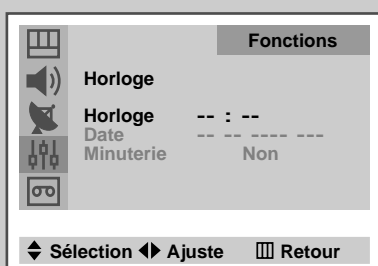 Fonctions
Horloge
Horloge -- : --
Date -- -- ---- ---
Minuterie Non
Sélection Ajuste Retour